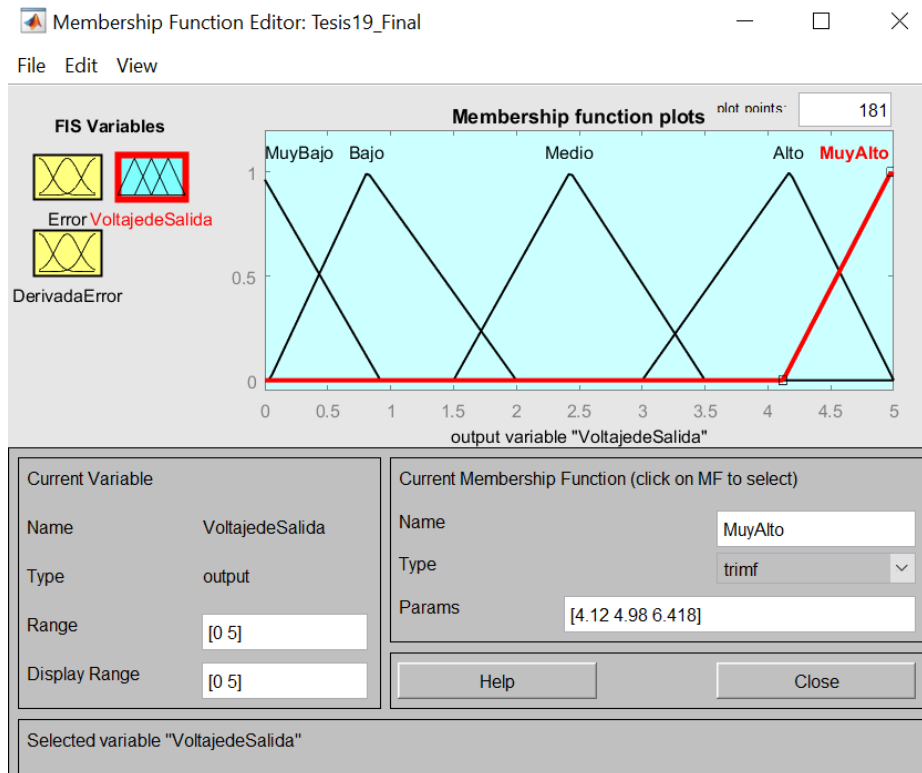 Membership Function Editor: Tesis19_Final
File Edit View
FIS Variables
Error VoltajedeSalida
DerivadaError
Membership function plots plot points: 181
MuyBajo Bajo Medio Alto MuyAlto
1
0.5
0
0 0.5 1 1.5 2 2.5 3 3.5 4 4.5 5
output variable "VoltajedeSalida"
Current Variable
Name VoltajedeSalida
Type output
Range [0 5]
Display Range [0 5]
Current Membership Function (click on MF to select)
Name MuyAlto
Type trimf
Params [4.12 4.98 6.418]
Help Close
Selected variable "VoltajedeSalida"